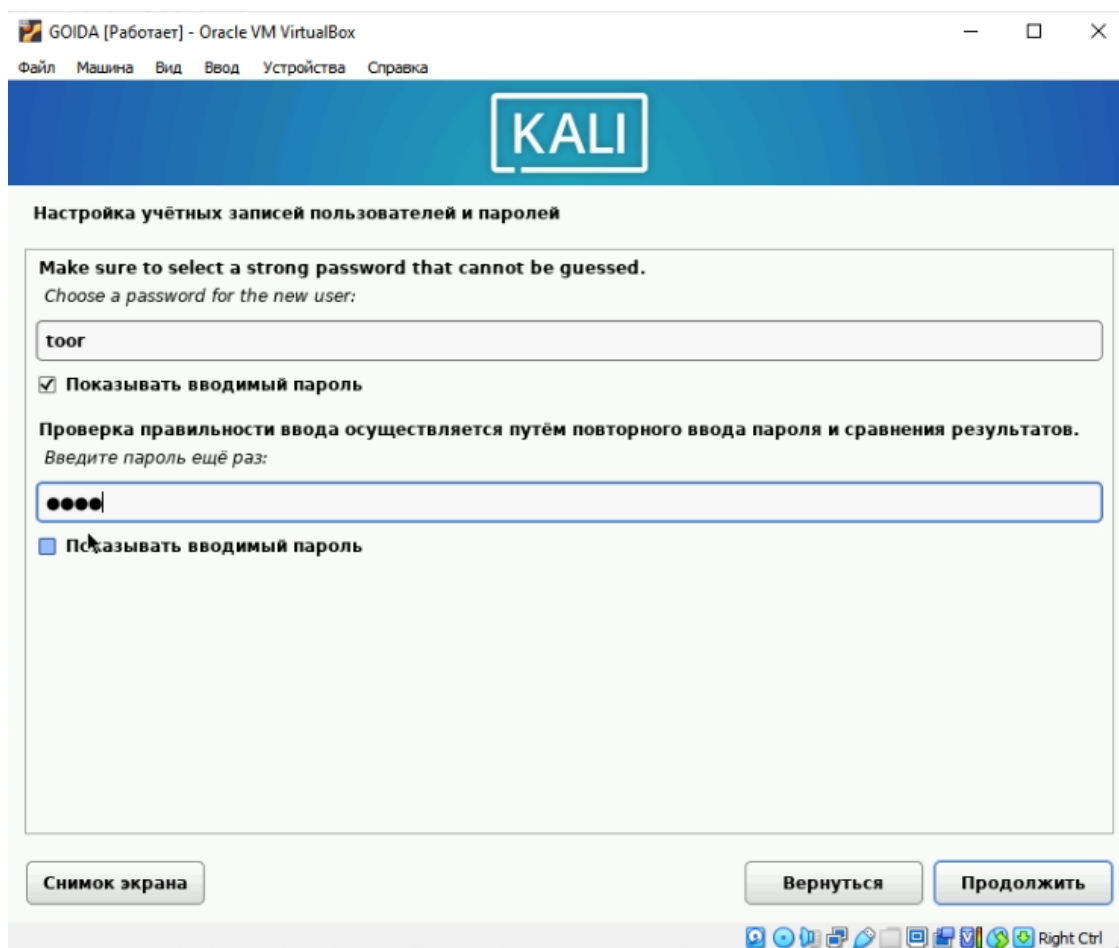 GOIDA [Работает] - Oracle VM VirtualBox
Файл Машина Вид Ввод Устройства Справка
KALI
Настройка учётных записей пользователей и паролей
Make sure to select a strong password that cannot be guessed.
Choose a password for the new user:
toor
Показывать вводимый пароль
Проверка правильности ввода осуществляется путём повторного ввода пароля и сравнения результатов.
Введите пароль ещё раз:
●●●●
Показывать вводимый пароль
Снимок экрана Вернуться Продолжить
Right Ctrl